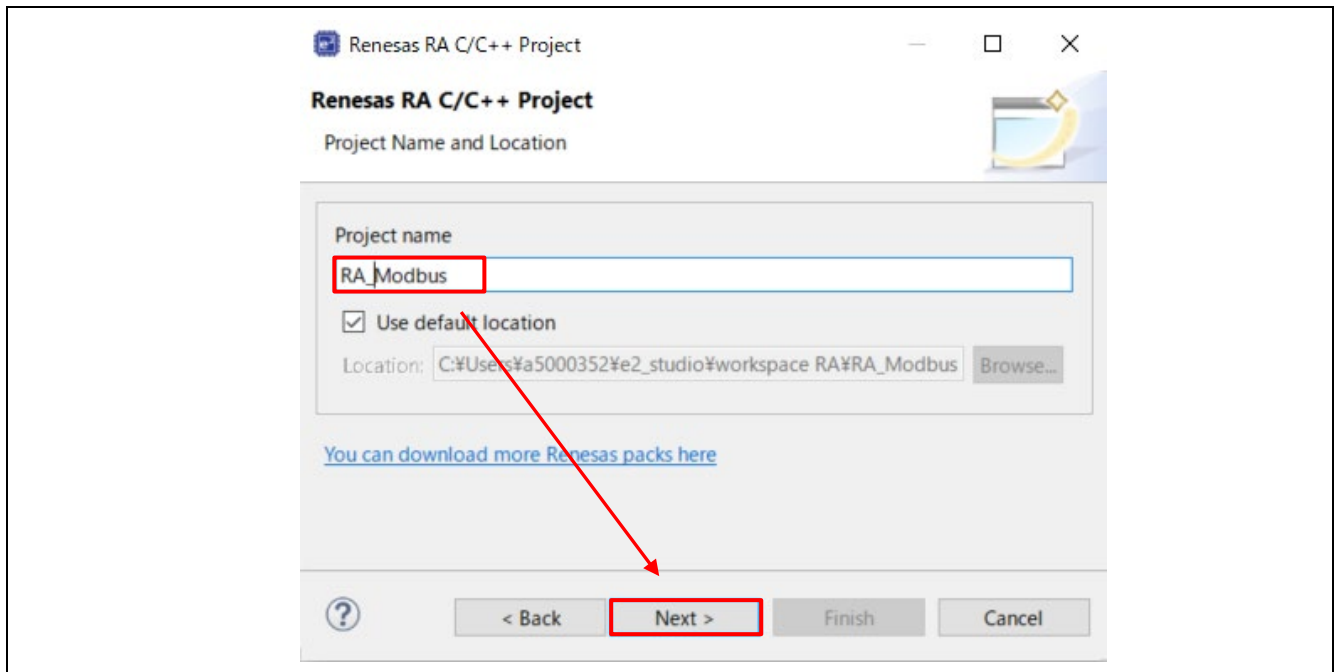 Renesas RA C/C++ Project
Renesas RA C/C++ Project
Project Name and Location
Project name
RA_Modbus
Use default location
Location: C:¥Users¥a5000352¥e2_studio¥workspace RA¥RA_Modbus Browse...
You can download more Renesas packs here
? < Back Next > Finish Cancel